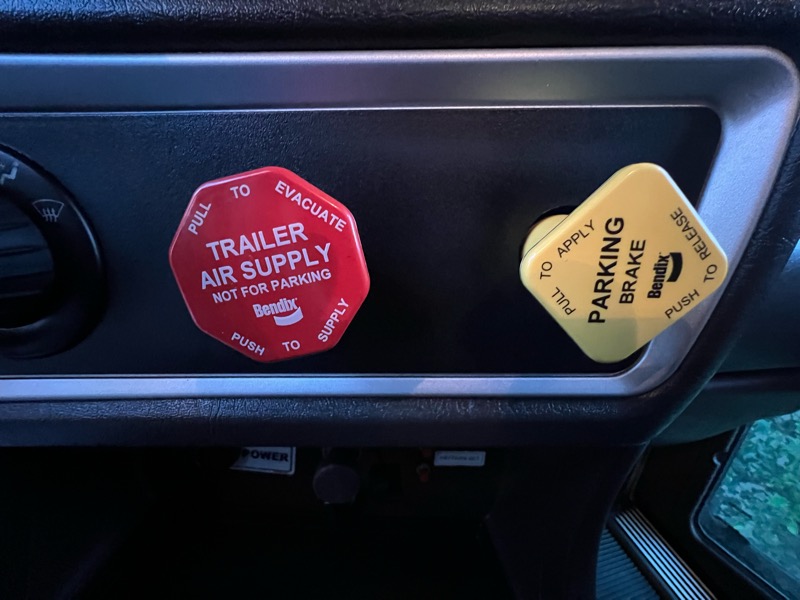 PULL TO EVACUATE
TRAILER
AIR SUPPLY
NOT FOR PARKING
Bendix
PUSH TO SUPPLY
PULL TO APPLY
PARKING
BRAKE
Bendix
PUSH TO RELEASE
POWER